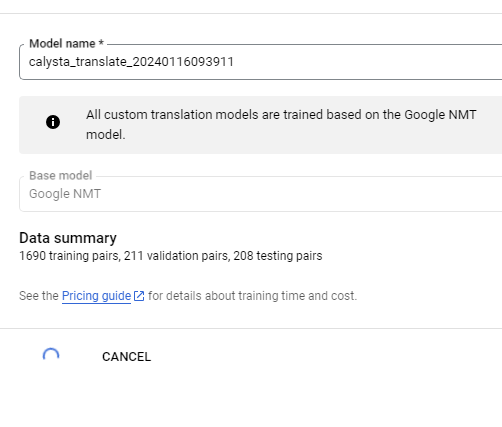 Model name *
calysta_translate_20240116093911
All custom translation models are trained based on the Google NMT
model.
Base model
Google NMT
Data summary
1690 training pairs, 211 validation pairs, 208 testing pairs
See the Pricing guide for details about training time and cost.
CANCEL